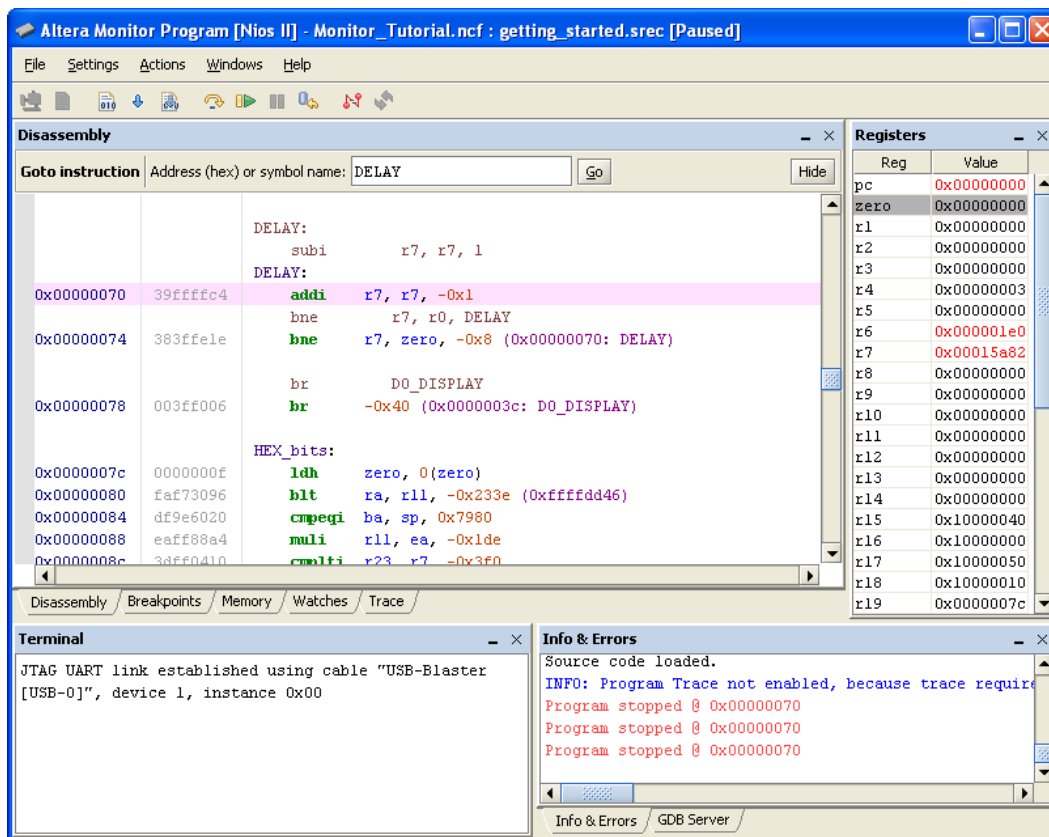 Altera Monitor Program [Nios II] - Monitor_Tutorial.ncf : getting_started.srec [Paused]
File Settings Actions Windows Help
Disassembly
Goto instruction Address (hex) or symbol name: DELAY Go Hide
DELAY:
subi r7, r7, 1
DELAY:
0x00000070 39ffffc4 addi r7, r7, -0x1
bne r7, r0, DELAY
0x00000074 383ffe1e bne r7, zero, -0x8 (0x00000070: DELAY)
br DO_DISPLAY
0x00000078 003ff006 br -0x40 (0x0000003c: DO_DISPLAY)
HEX_bits:
0x0000007c 0000000f ldh zero, 0(zero)
0x00000080 faf73096 blt ra, r11, -0x233e (0xffffdd46)
0x00000084 df9e6020 cmpeqi ba, sp, 0x7980
0x00000088 eaff88a4 muli r11, ea, -0x1de
0x0000008c 3dff0410 cmplti r23, r7, -0x3f0
Disassembly Breakpoints Memory Watches Trace
Registers
Reg Value
pc 0x00000000
zero 0x00000000
r1 0x00000000
r2 0x00000000
r3 0x00000000
r4 0x00000003
r5 0x00000000
r6 0x000001e0
r7 0x00015a82
r8 0x00000000
r9 0x00000000
r10 0x00000000
r11 0x00000000
r12 0x00000000
r13 0x00000000
r14 0x00000000
r15 0x10000040
r16 0x10000000
r17 0x10000050
r18 0x10000010
r19 0x0000007c
Terminal
JTAG UART link established using cable "USB-Blaster
[USB-0]", device 1, instance 0x00
Info & Errors
Source code loaded.
INFO: Program Trace not enabled, because trace require
Program stopped @ 0x00000070
Program stopped @ 0x00000070
Program stopped @ 0x00000070
Info & Errors GDB Server